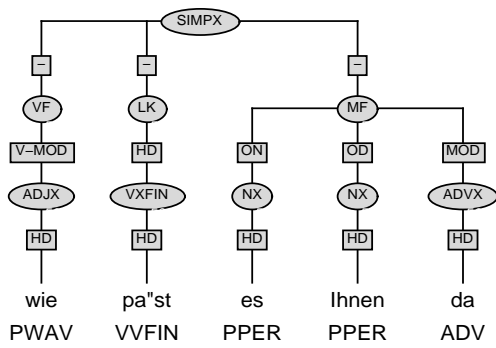 SIMPX
– – –
VF LK MF
V–MOD HD ON OD MOD
ADJX VXFIN NX NX ADVX
HD HD HD HD HD
wie pa"st es Ihnen da
PWAV VVFIN PPER PPER ADV